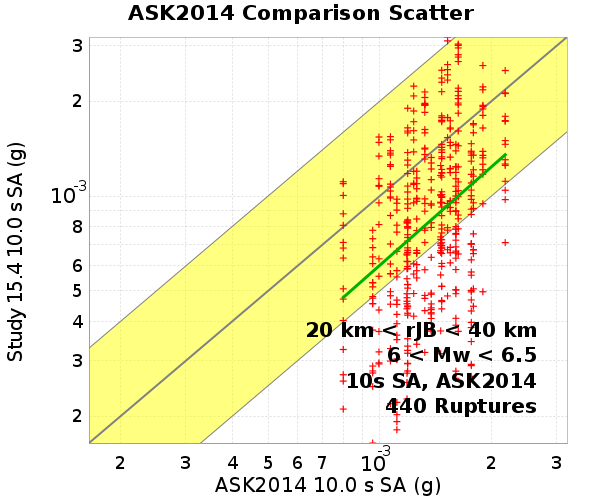 ASK2014 Comparison Scatter
Study 15.4 10.0 s SA (g)
3
2
10-3
8
6
5
4
3
2
20 km < rJB < 40 km
6 < Mw < 6.5
10s SA, ASK2014
440 Ruptures
2 3 4 5 6 7 10-3 2 3
ASK2014 10.0 s SA (g)